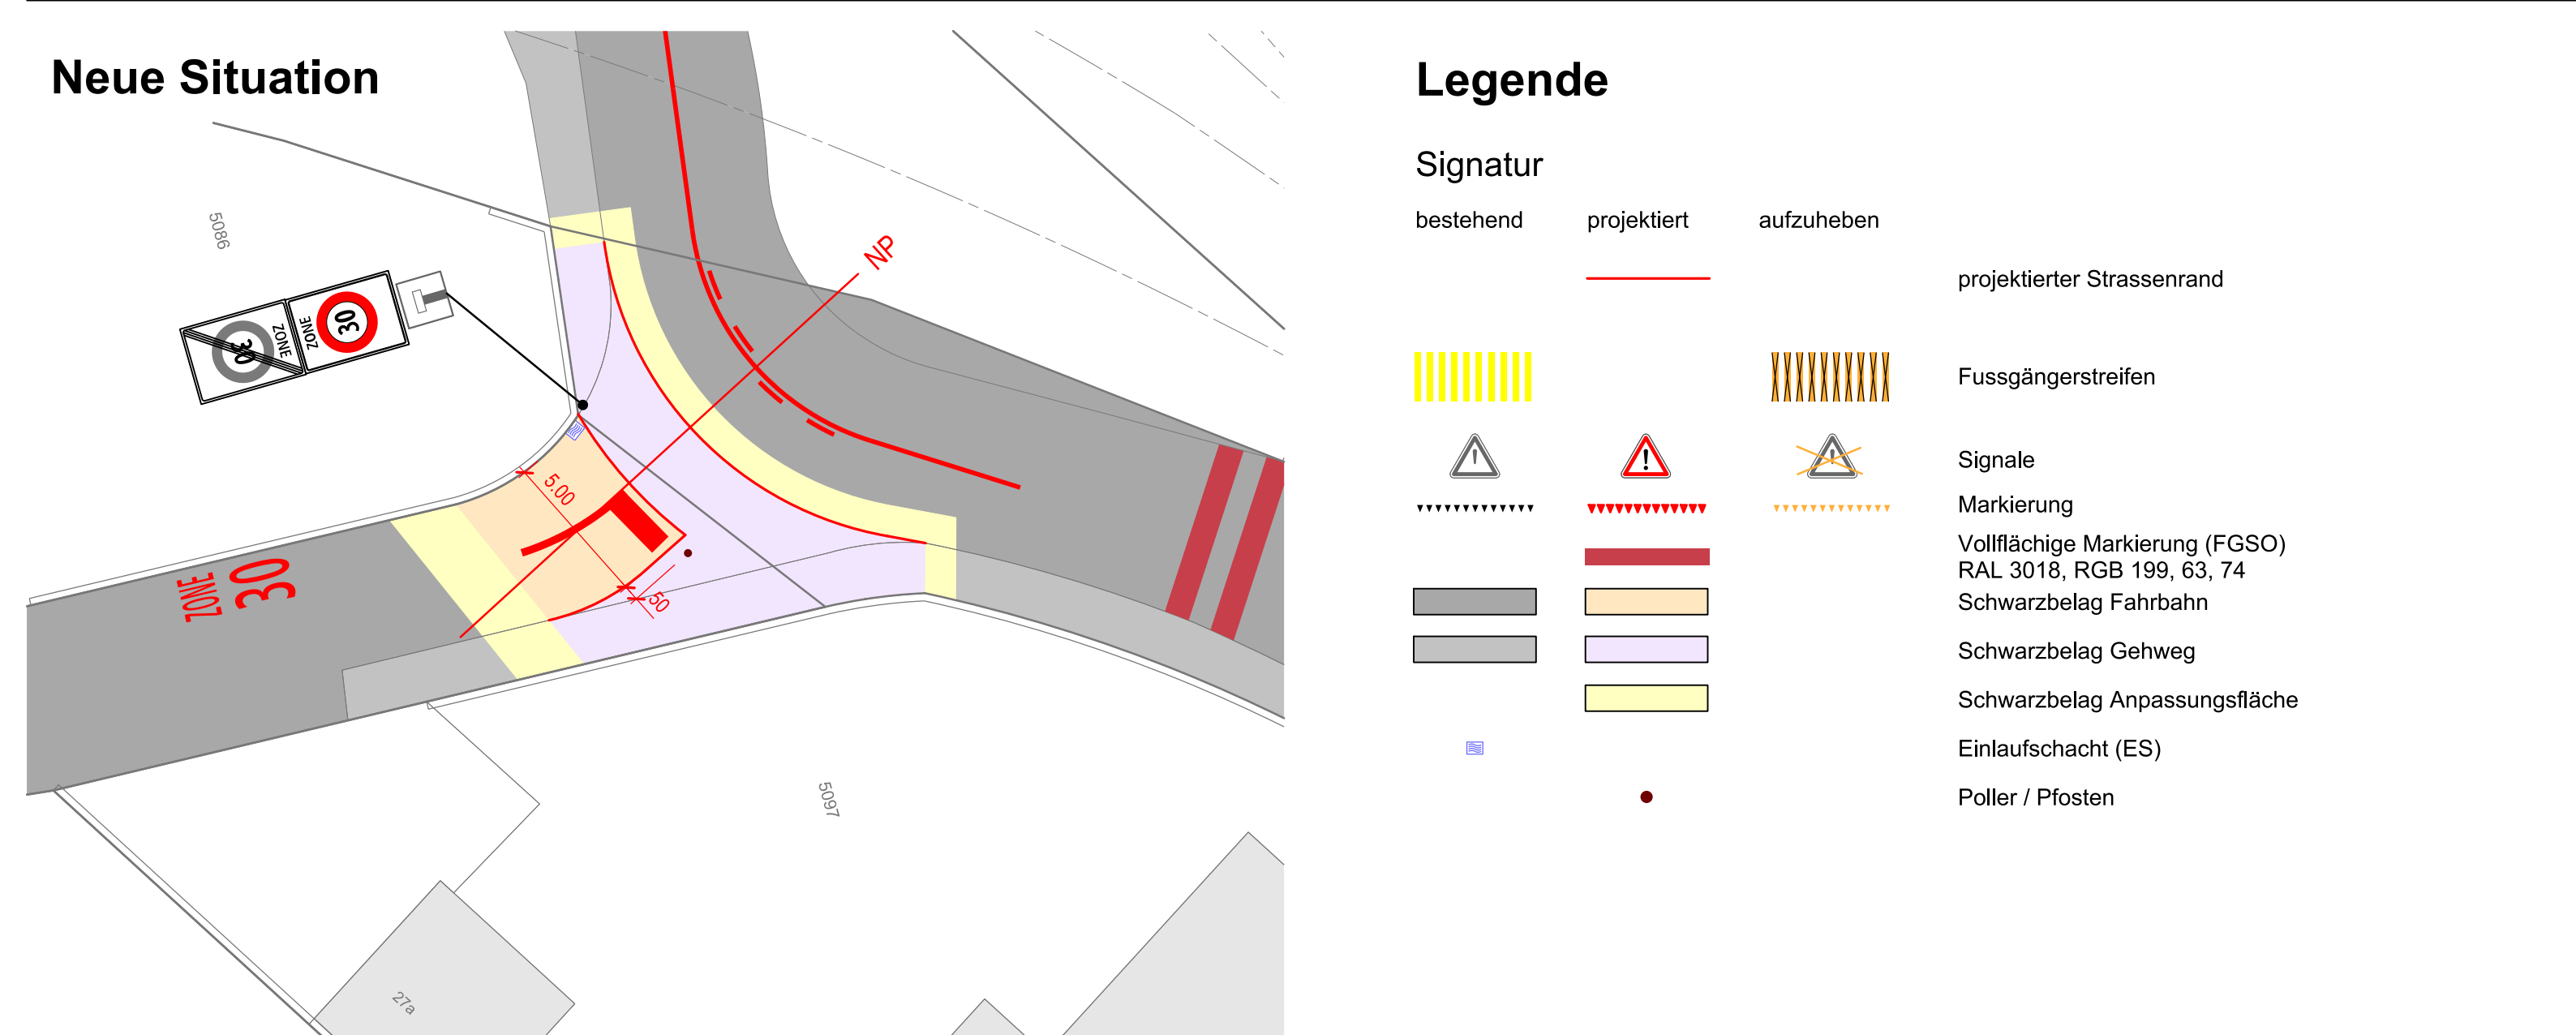 Neue Situation
5086
30
ZONE
30
ZONE
NP
5.00
50
30
ZONE
5097
27a
Legende
Signatur
bestehend projektiert aufzuheben
projektierter Strassenrand
Fussgängerstreifen
Signale
Markierung
Vollflächige Markierung (FGSO)
RAL 3018, RGB 199, 63, 74
Schwarzbelag Fahrbahn
Schwarzbelag Gehweg
Schwarzbelag Anpassungsfläche
Einlaufschacht (ES)
Poller / Pfosten